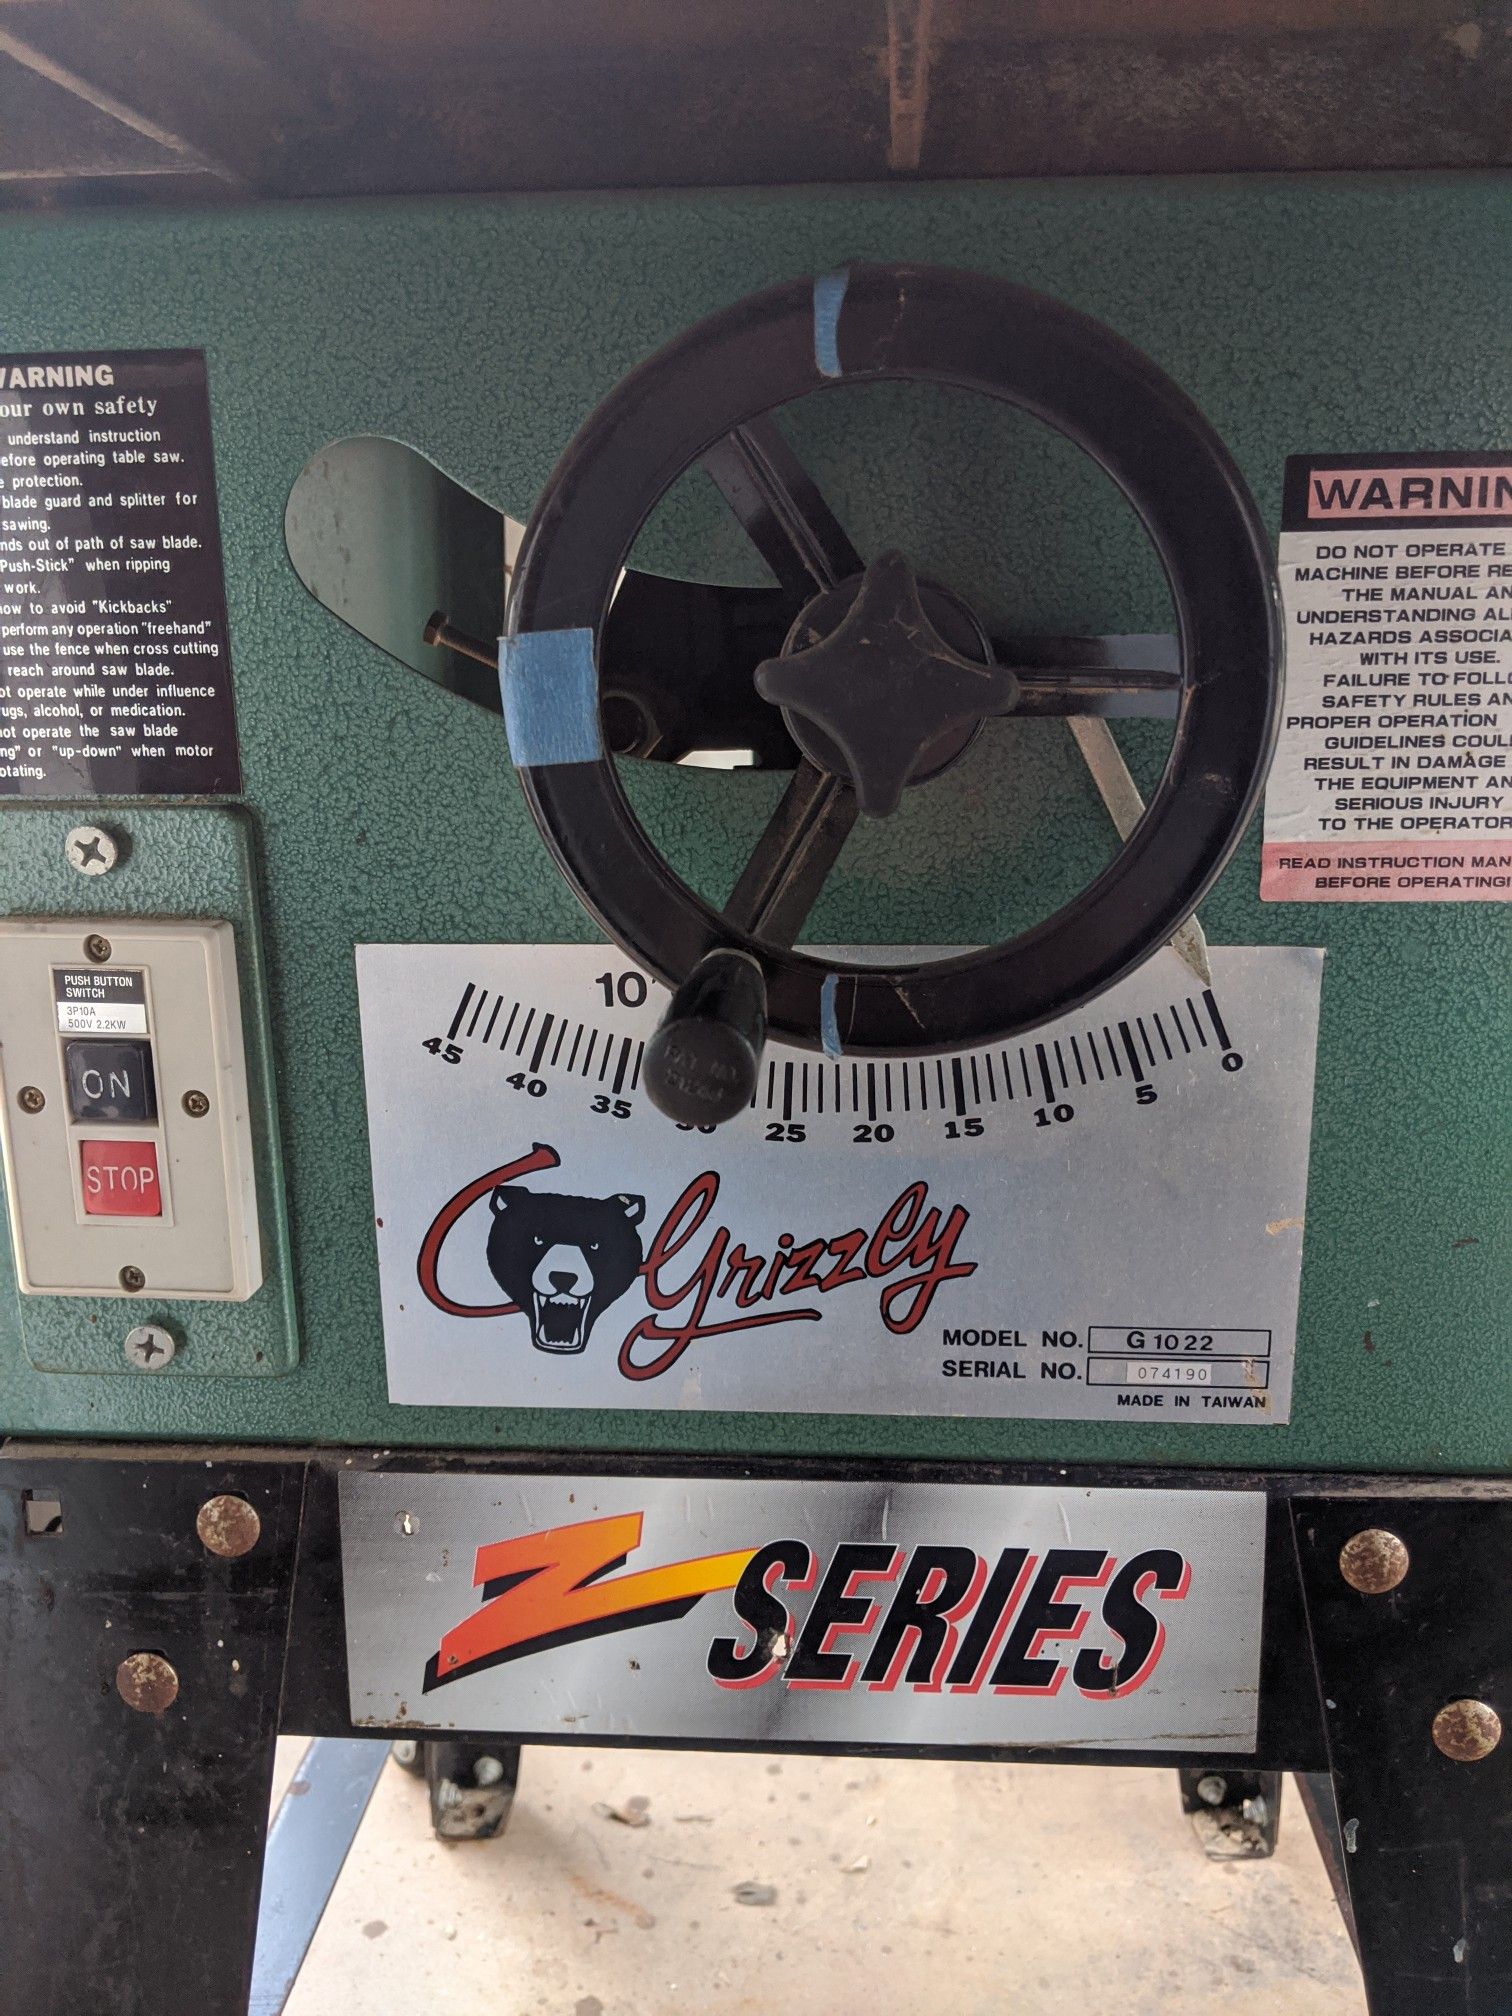 WARNING
our own safety
understand instruction
efore operating table saw.
e protection.
blade guard and splitter for
sawing.
nds out of path of saw blade.
Push-Stick" when ripping
work.
how to avoid "Kickbacks"
perform any operation "freehand"
use the fence when cross cutting
reach around saw blade.
ot operate while under influence
ugs, alcohol, or medication.
not operate the saw blade
ng" or "up-down" when motor
otating.
WARNIN
DO NOT OPERATE
MACHINE BEFORE RE
THE MANUAL AN
UNDERSTANDING AL
HAZARDS ASSOCIA
WITH ITS USE.
FAILURE TO FOLL
SAFETY RULES AN
PROPER OPERATION
GUIDELINES COUL
RESULT IN DAMAGE
THE EQUIPMENT AN
SERIOUS INJURY
TO THE OPERATOR
READ INSTRUCTION MAN
BEFORE OPERATING!
PUSH BUTTON
SWITCH
3P10A
500V 2.2KW
ON
STOP
10"
45 40 35 30 25 20 15 10 5 0
Grizzly
MODEL NO. G1022
SERIAL NO. 074190
MADE IN TAIWAN
Z SERIES